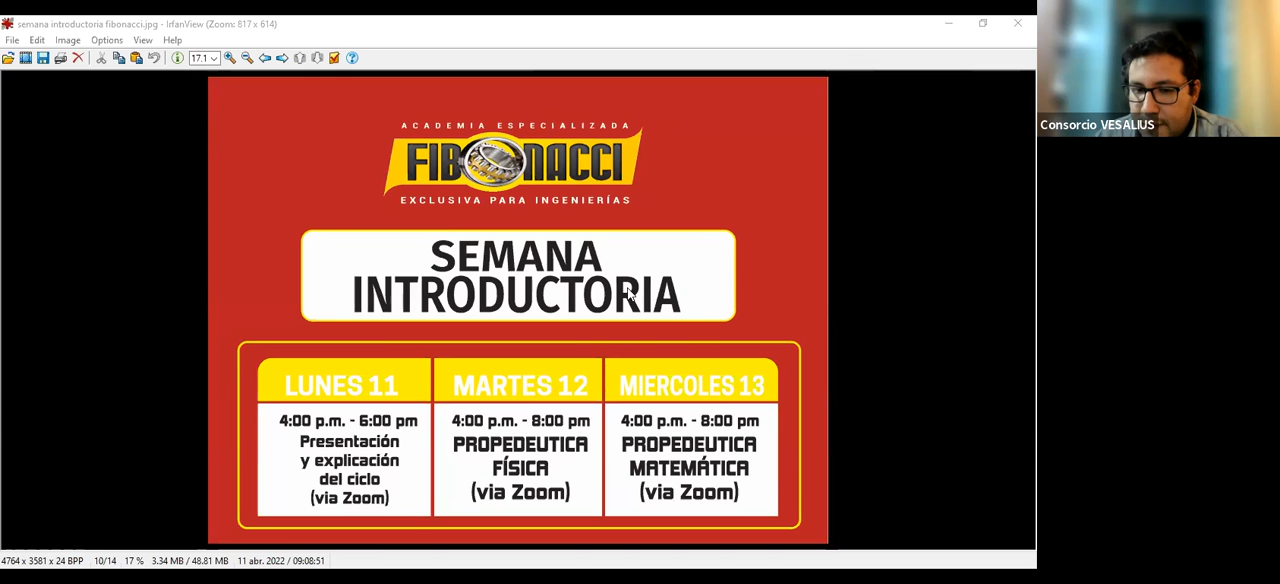 semana introductoria fibonacci.jpg - IrfanView (Zoom: 817 x 614)
File Edit Image Options View Help
17.1
Consorcio VESALIUS
ACADEMIA ESPECIALIZADA
FIBONACCI
EXCLUSIVA PARA INGENIERÍAS
SEMANA
INTRODUCTORIA
LUNES 11
4:00 p.m. - 6:00 pm
Presentación
y explicación
del ciclo
(via Zoom)
MARTES 12
4:00 p.m. - 8:00 pm
PROPEDEUTICA
FÍSICA
(via Zoom)
MIERCOLES 13
4:00 p.m. - 8:00 pm
PROPEDEUTICA
MATEMÁTICA
(via Zoom)
4764 x 3581 x 24 BPP 10/14 17 % 3.34 MB / 48.81 MB 11 abr. 2022 / 09:08:51